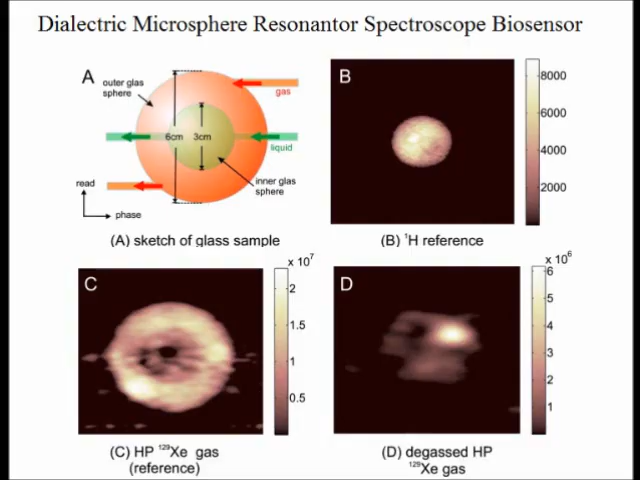 Dialectric Microsphere Resonantor Spectroscope Biosensor
A
outer glas
sphere
gas
6cm
3cm
liquid
read
phase
inner glas
sphere
(A) sketch of glass sample
B
8000
6000
4000
2000
(B) ¹H reference
C
x 10⁷
2
1.5
1
0.5
(C) HP ¹²⁹Xe gas
(reference)
D
x 10⁶
6
5
4
3
2
1
(D) degassed HP
¹²⁹Xe gas